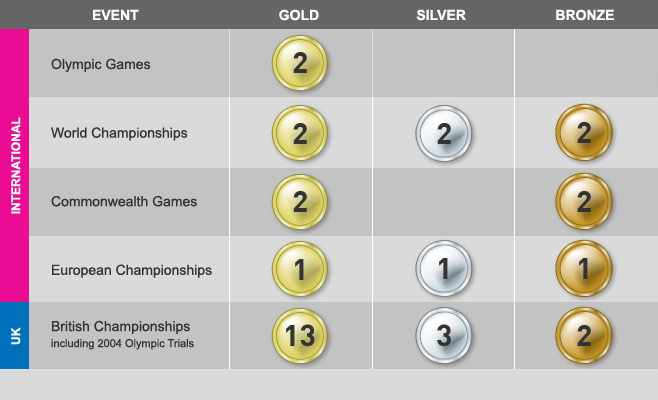 EVENT GOLD SILVER BRONZE
INTERNATIONAL
Olympic Games 2
World Championships 2 2 2
Commonwealth Games 2 2
European Championships 1 1 1
UK
British Championships 13 3 2
including 2004 Olympic Trials